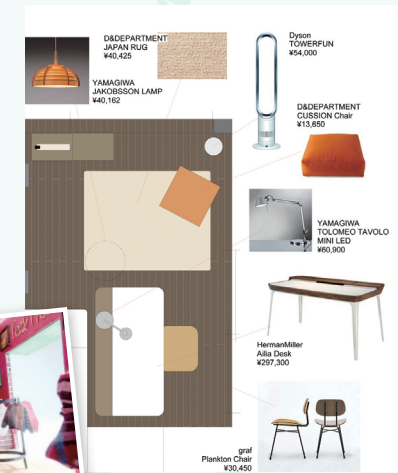 D&DEPARTMENT
JAPAN RUG
¥40,425
YAMAGIWA
JAKOBSSON LAMP
¥40,162
Dyson
TOWERFUN
¥54,000
D&DEPARTMENT
CUSSION Chair
¥13,650
YAMAGIWA
TOLOMEO TAVOLO
MINI LED
¥60,900
HermanMiller
Ailia Desk
¥297,300
graf
Plankton Chair
¥30,450